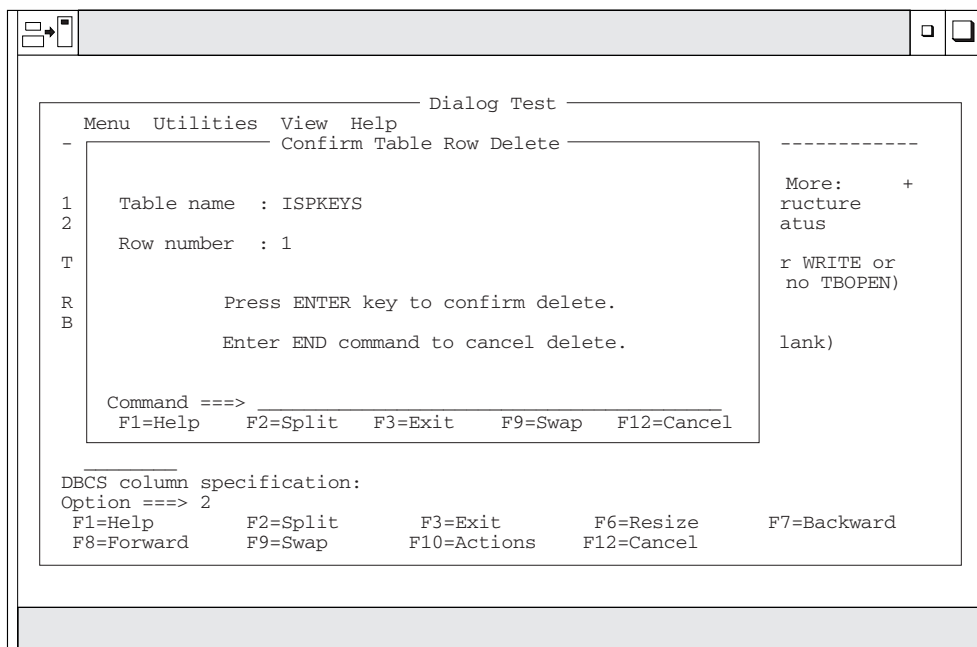 Dialog Test
Menu Utilities View Help
- Confirm Table Row Delete ------------
More: +
1 Table name : ISPKEYS ructure
2 atus
Row number : 1
T r WRITE or
no TBOPEN)
R Press ENTER key to confirm delete.
B
Enter END command to cancel delete. lank)
Command ===>
F1=Help F2=Split F3=Exit F9=Swap F12=Cancel
DBCS column specification:
Option ===> 2
F1=Help F2=Split F3=Exit F6=Resize F7=Backward
F8=Forward F9=Swap F10=Actions F12=Cancel